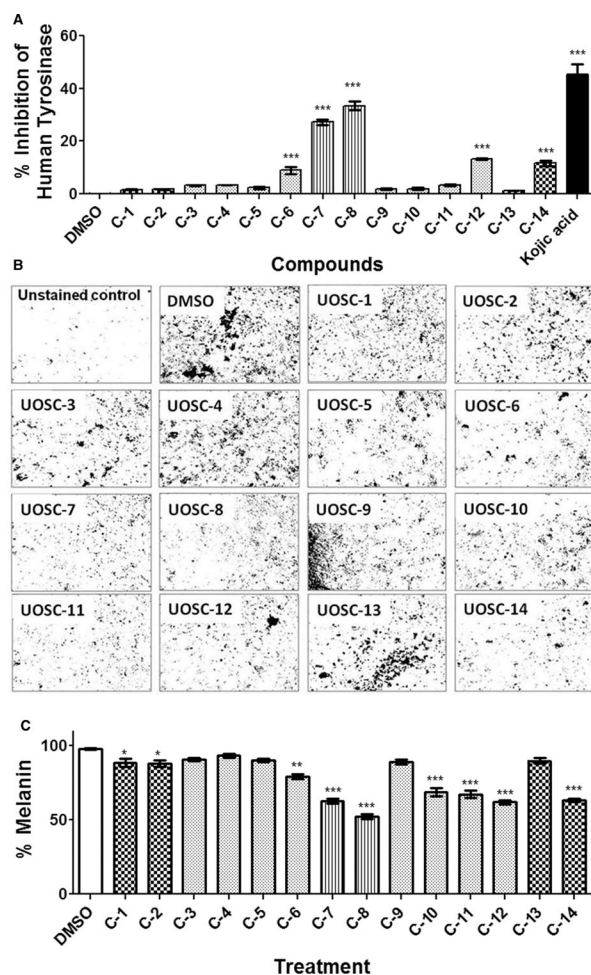 A
% Inhibition of
Human Tyrosinase
60
40
20
0
***
***
***
***
***
***
DMSO
C-1
C-2
C-3
C-4
C-5
C-6
C-7
C-8
C-9
C-10
C-11
C-12
C-13
C-14
Kojic acid
Compounds
B
Unstained control
DMSO
UOSC-1
UOSC-2
UOSC-3
UOSC-4
UOSC-5
UOSC-6
UOSC-7
UOSC-8
UOSC-9
UOSC-10
UOSC-11
UOSC-12
UOSC-13
UOSC-14
C
% Melanin
100
50
0
*
*
**
***
***
***
***
***
***
DMSO
C-1
C-2
C-3
C-4
C-5
C-6
C-7
C-8
C-9
C-10
C-11
C-12
C-13
C-14
Treatment